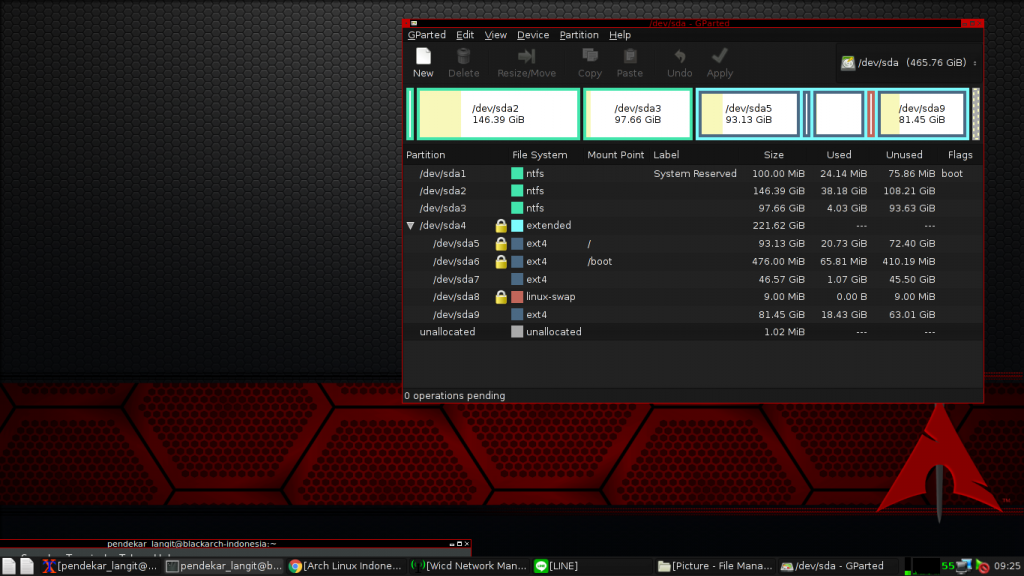 /dev/sda - GParted
GParted Edit View Device Partition Help
New Delete Resize/Move Copy Paste Undo Apply /dev/sda (465.76 GiB)
/dev/sda2 /dev/sda3 /dev/sda5 /dev/sda9
146.39 GiB 97.66 GiB 93.13 GiB 81.45 GiB
Partition File System Mount Point Label Size Used Unused Flags
/dev/sda1 ntfs System Reserved 100.00 MiB 24.14 MiB 75.86 MiB boot
/dev/sda2 ntfs 146.39 GiB 38.18 GiB 108.21 GiB
/dev/sda3 ntfs 97.66 GiB 4.03 GiB 93.63 GiB
/dev/sda4 extended 221.62 GiB --- ---
/dev/sda5 ext4 / 93.13 GiB 20.73 GiB 72.40 GiB
/dev/sda6 ext4 /boot 476.00 MiB 65.81 MiB 410.19 MiB
/dev/sda7 ext4 46.57 GiB 1.07 GiB 45.50 GiB
/dev/sda8 linux-swap 9.00 MiB 0.00 B 9.00 MiB
/dev/sda9 ext4 81.45 GiB 18.43 GiB 63.01 GiB
unallocated unallocated 1.02 MiB --- ---
0 operations pending
pendekar_langit@blackarch-indonesia:~
[pendekar_langit@... pendekar_langit@b... [Arch Linux Indone... [Wicd Network Man... [LINE] [Picture - File Mana... /dev/sda - GParted 55 09:25